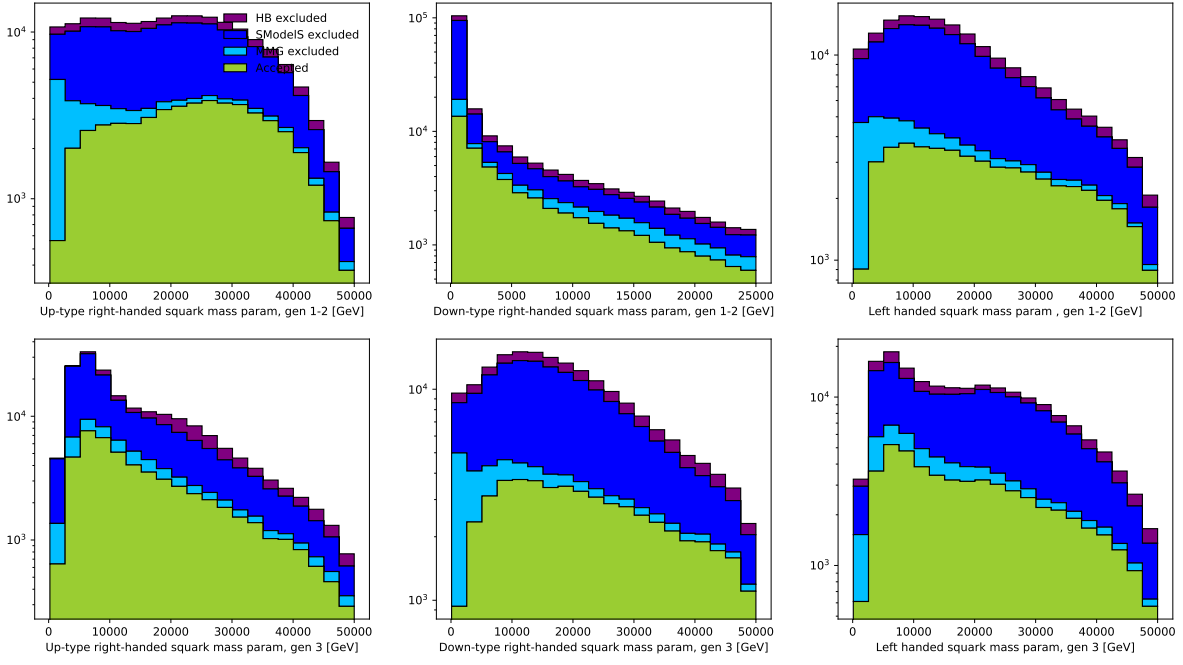 HB excluded
SModelS excluded
MG excluded
Accepted
10⁴
10³
0 10000 20000 30000 40000 50000
Up-type right-handed squark mass param, gen 1-2 [GeV]
10⁵
10⁴
10³
0 5000 10000 15000 20000 25000
Down-type right-handed squark mass param, gen 1-2 [GeV]
10⁴
10³
0 10000 20000 30000 40000 50000
Left handed squark mass param , gen 1-2 [GeV]
10⁴
10³
0 10000 20000 30000 40000 50000
Up-type right-handed squark mass param, gen 3 [GeV]
10⁴
10³
0 10000 20000 30000 40000 50000
Down-type right-handed squark mass param, gen 3 [GeV]
10⁴
10³
0 10000 20000 30000 40000 50000
Left handed squark mass param, gen 3 [GeV]